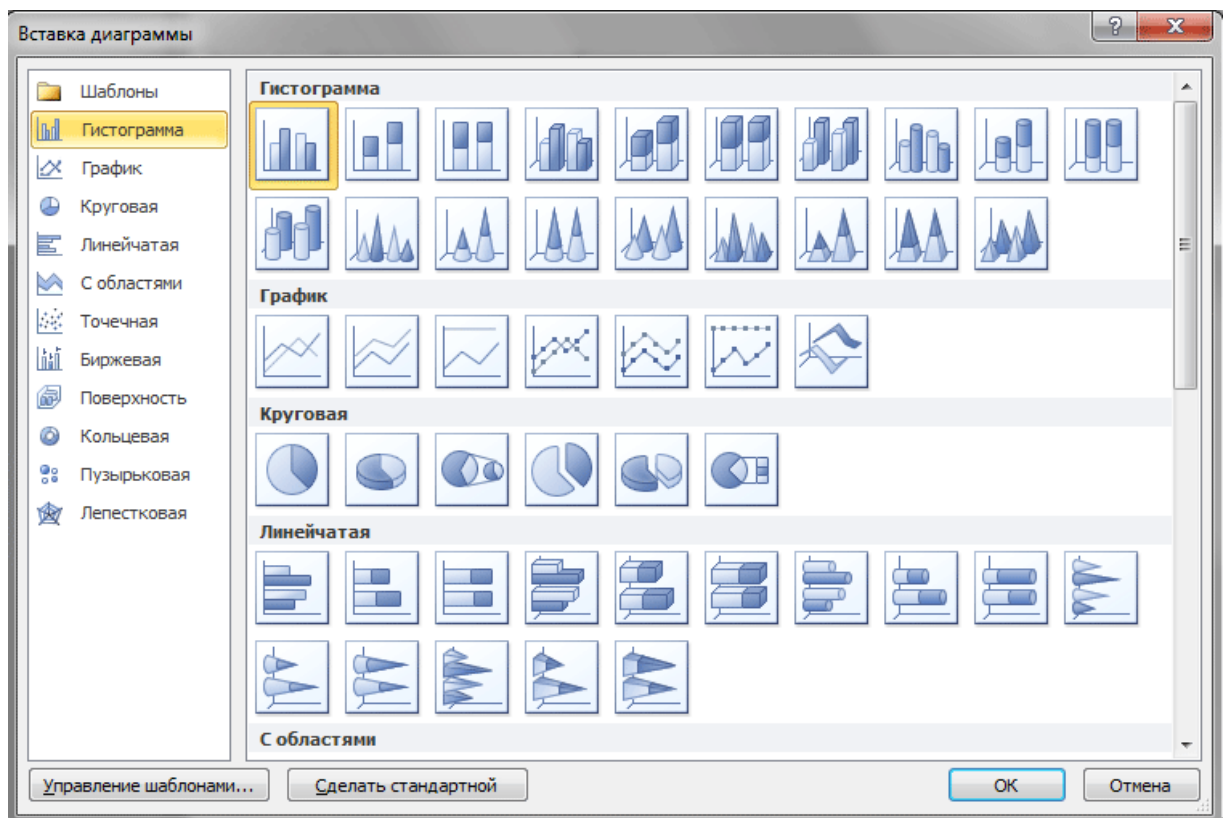 Вставка диаграммы
Шаблоны
Гистограмма
График
Круговая
Линейчатая
С областями
Точечная
Биржевая
Поверхность
Кольцевая
Пузырьковая
Лепестковая
Гистограмма
График
Круговая
Линейчатая
С областями
Управление шаблонами...
Сделать стандартной
ОК
Отмена